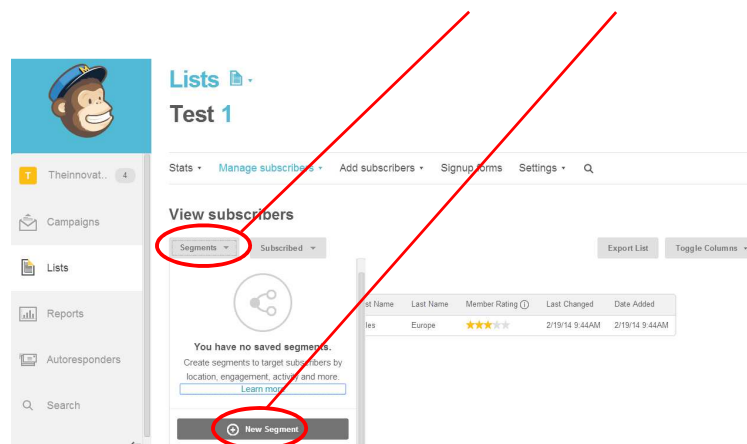 Lists
Test 1
Stats Manage subscribers Add subscribers Signup forms Settings
T Theinnovat.. 4
Campaigns
Lists
Reports
Autoresponders
Search
View subscribers
Segments Subscribed Export List Toggle Columns
st Name Last Name Member Rating Last Changed Date Added
les Europe 2/19/14 9:44AM 2/19/14 9:44AM
You have no saved segments.
Create segments to target subscribers by
location, engagement, activity and more.
Learn more
New Segment